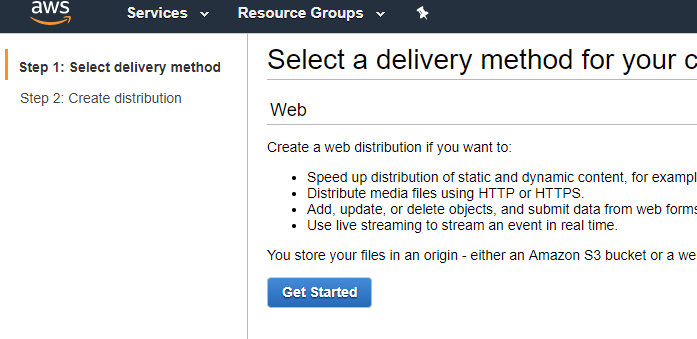 aws
Services
Resource Groups
Step 1: Select delivery method
Step 2: Create distribution
Select a delivery method for your c
Web
Create a web distribution if you want to:
• Speed up distribution of static and dynamic content, for exampl
• Distribute media files using HTTP or HTTPS.
• Add, update, or delete objects, and submit data from web forms
• Use live streaming to stream an event in real time.
You store your files in an origin - either an Amazon S3 bucket or a we
Get Started